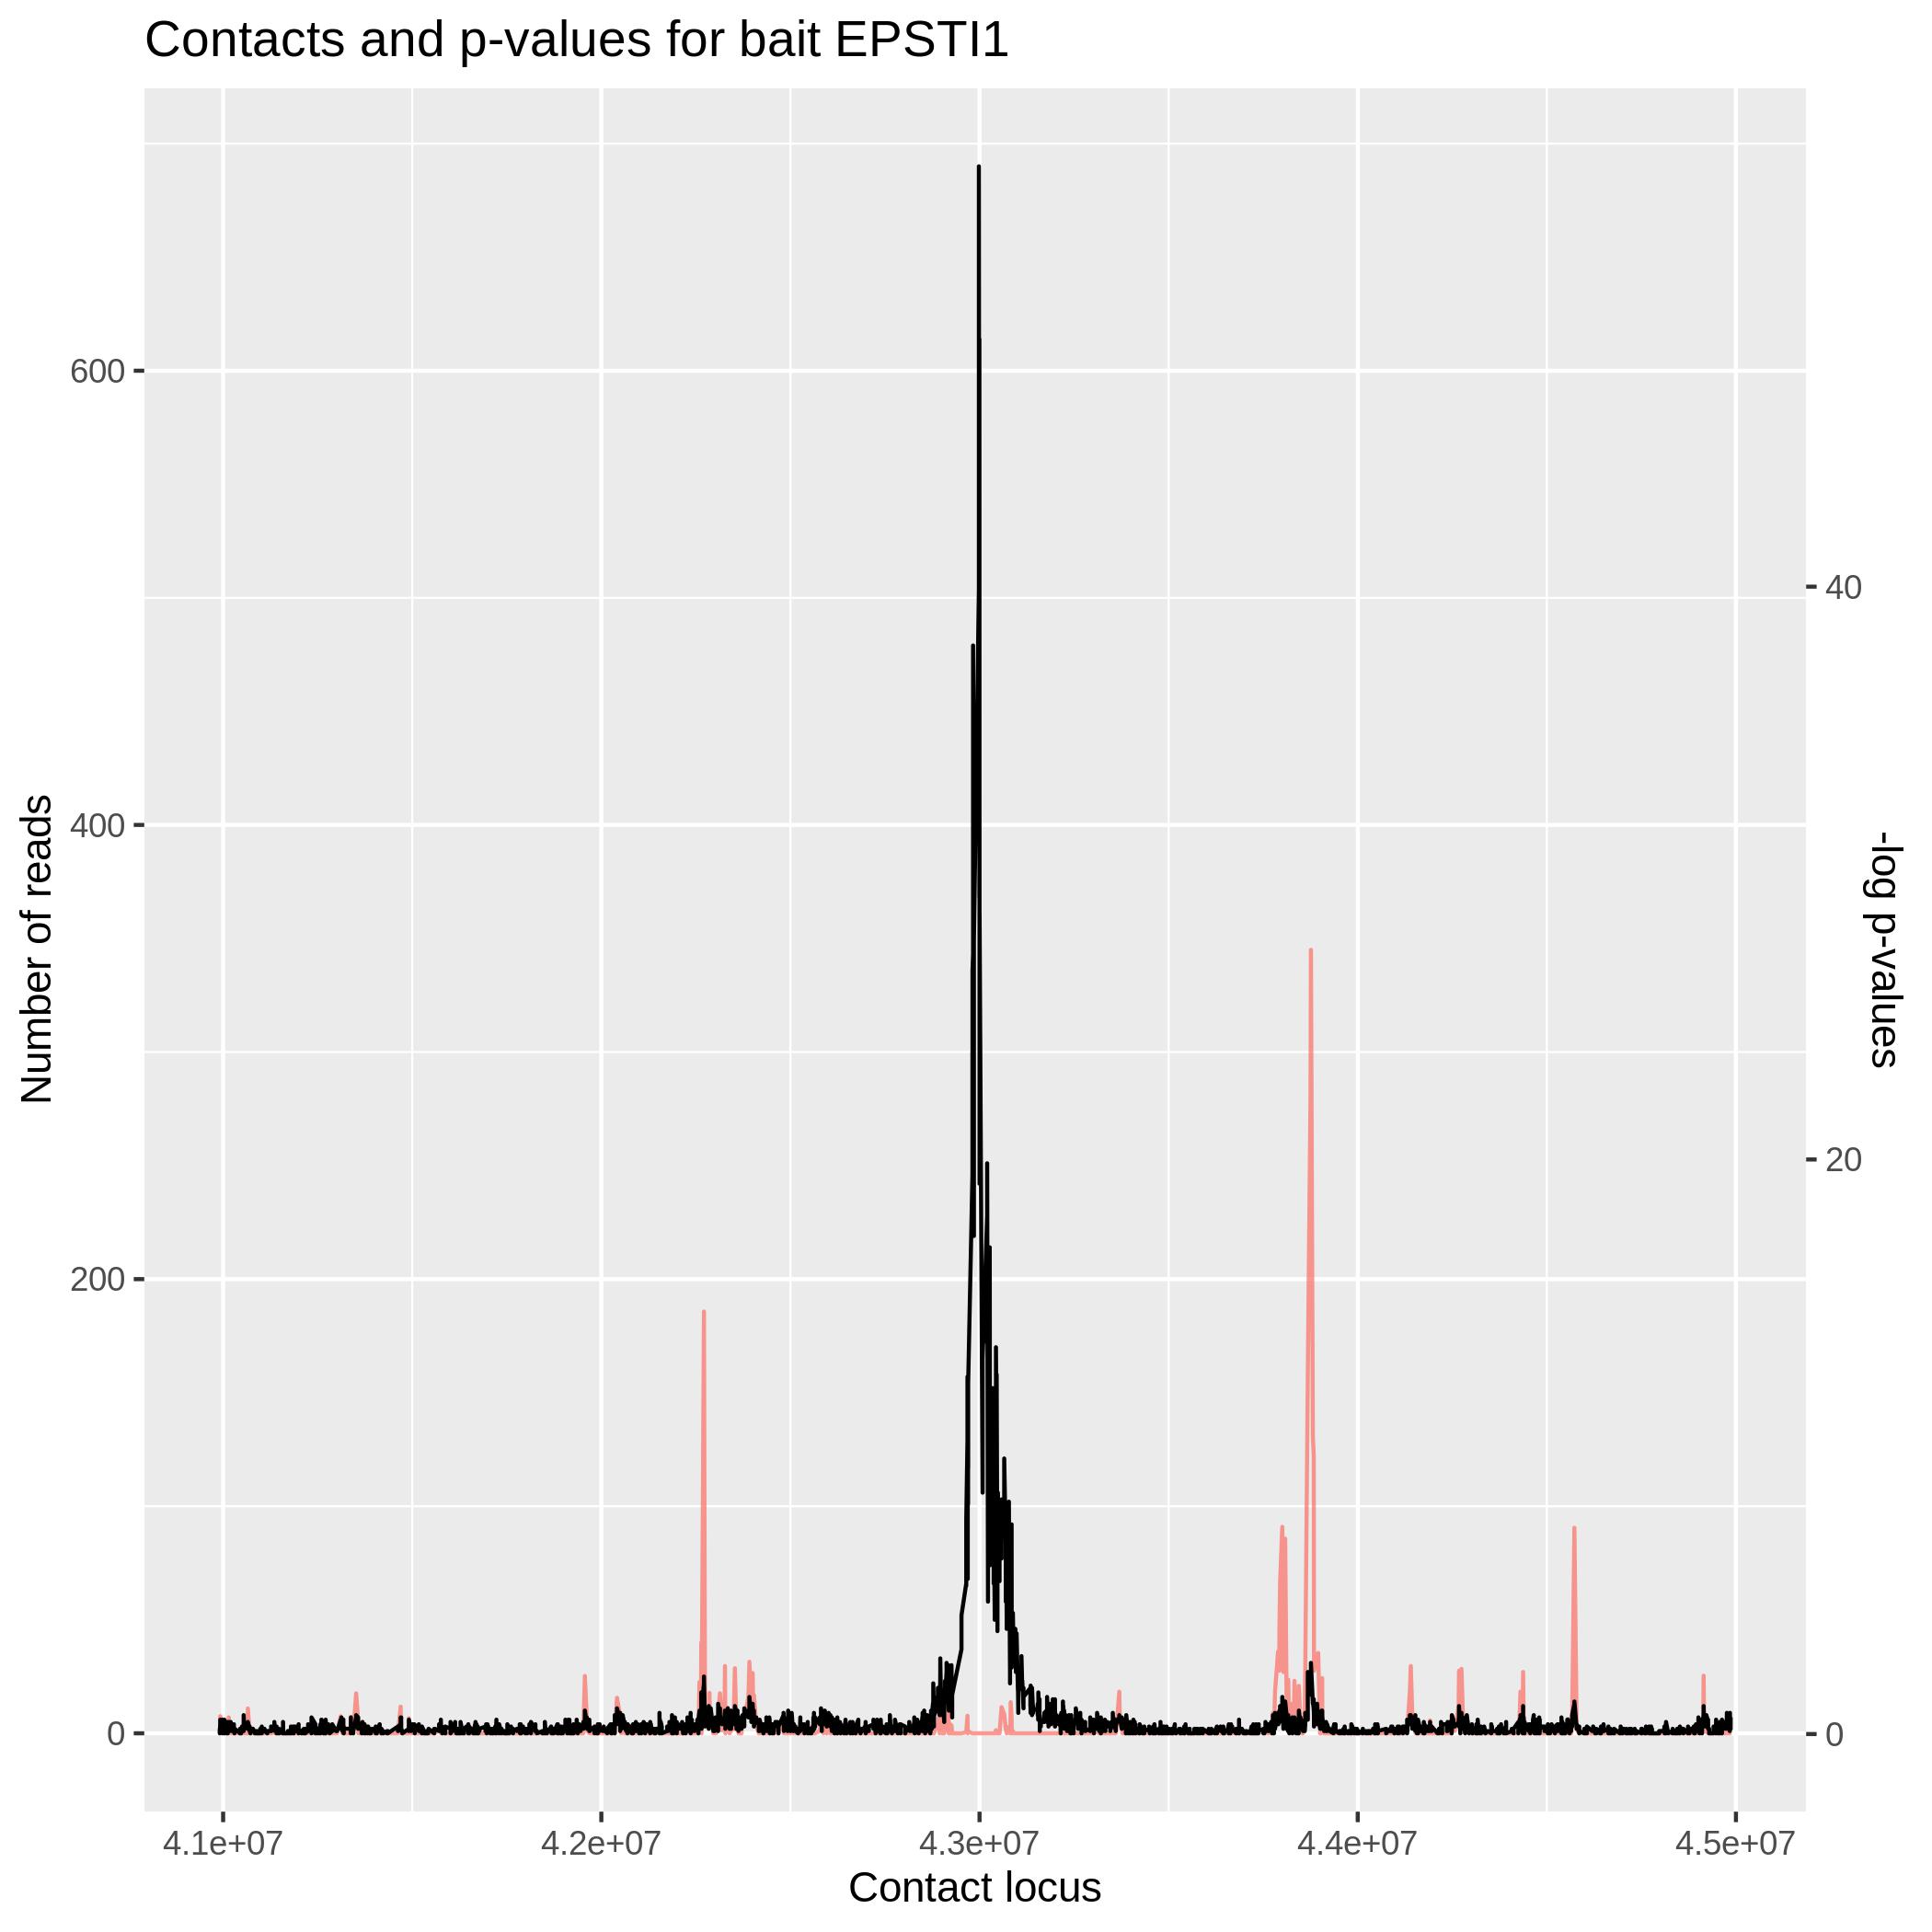 Contacts and p-values for bait EPSTI1
Number of reads
600
400
200
0
40
20
0
-log p-values
4.1e+07 4.2e+07 4.3e+07 4.4e+07 4.5e+07
Contact locus